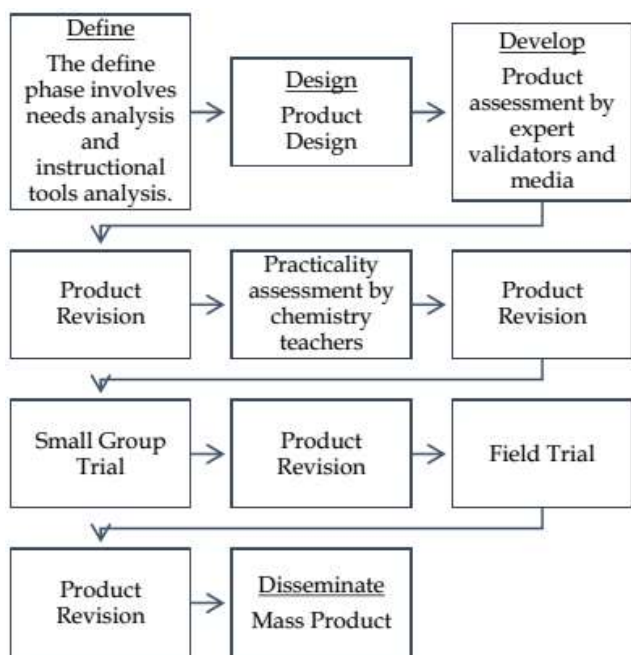 Define
The define
phase involves
needs analysis
and
instructional
tools analysis.
Design
Product
Design
Develop
Product
assessment by
expert
validators and
media
Product
Revision
Practicality
assessment by
chemistry
teachers
Product
Revision
Small Group
Trial
Product
Revision
Field Trial
Product
Revision
Disseminate
Mass Product